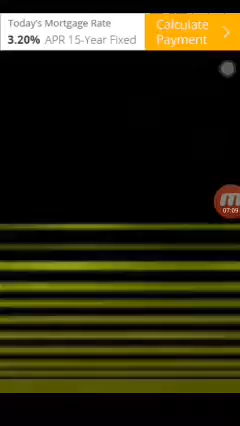 Today's Mortgage Rate
3.20% APR 15-Year Fixed
Calculate
Payment
07:09